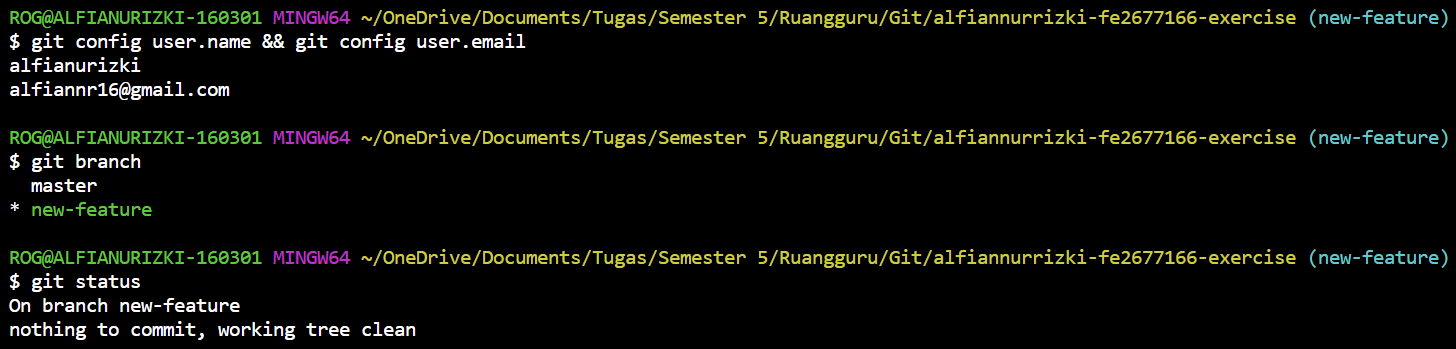 ROG@ALFIANURIZKI-160301 MINGW64 ~/OneDrive/Documents/Tugas/Semester 5/Ruangguru/Git/alfiannurrizki-fe2677166-exercise (new-feature)
$ git config user.name && git config user.email
alfianurizki
alfiannr16@gmail.com
ROG@ALFIANURIZKI-160301 MINGW64 ~/OneDrive/Documents/Tugas/Semester 5/Ruangguru/Git/alfiannurrizki-fe2677166-exercise (new-feature)
$ git branch
  master
* new-feature
ROG@ALFIANURIZKI-160301 MINGW64 ~/OneDrive/Documents/Tugas/Semester 5/Ruangguru/Git/alfiannurrizki-fe2677166-exercise (new-feature)
$ git status
On branch new-feature
nothing to commit, working tree clean